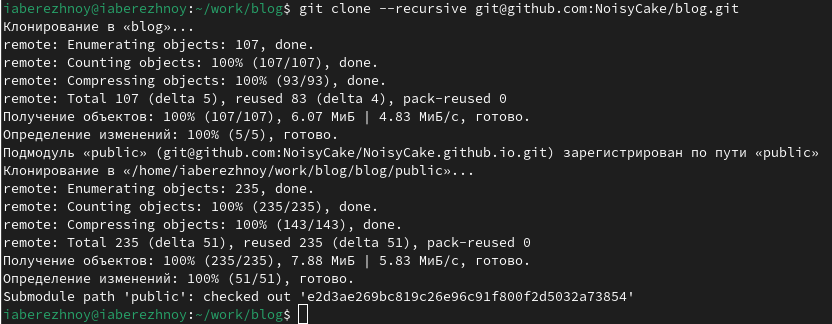 iaberezhnoy@iaberezhnoy:~/work/blog$ git clone --recursive git@github.com:NoisyCake/blog.git
Клонирование в «blog»...
remote: Enumerating objects: 107, done.
remote: Counting objects: 100% (107/107), done.
remote: Compressing objects: 100% (93/93), done.
remote: Total 107 (delta 5), reused 83 (delta 4), pack-reused 0
Получение объектов: 100% (107/107), 6.07 МиБ | 4.83 МиБ/с, готово.
Определение изменений: 100% (5/5), готово.
Подмодуль «public» (git@github.com:NoisyCake/NoisyCake.github.io.git) зарегистрирован по пути «public»
Клонирование в «/home/iaberezhnoy/work/blog/blog/public»...
remote: Enumerating objects: 235, done.
remote: Counting objects: 100% (235/235), done.
remote: Compressing objects: 100% (143/143), done.
remote: Total 235 (delta 51), reused 235 (delta 51), pack-reused 0
Получение объектов: 100% (235/235), 7.88 МиБ | 5.83 МиБ/с, готово.
Определение изменений: 100% (51/51), готово.
Submodule path 'public': checked out 'e2d3ae269bc819c26e96c91f800f2d5032a73854'
iaberezhnoy@iaberezhnoy:~/work/blog$